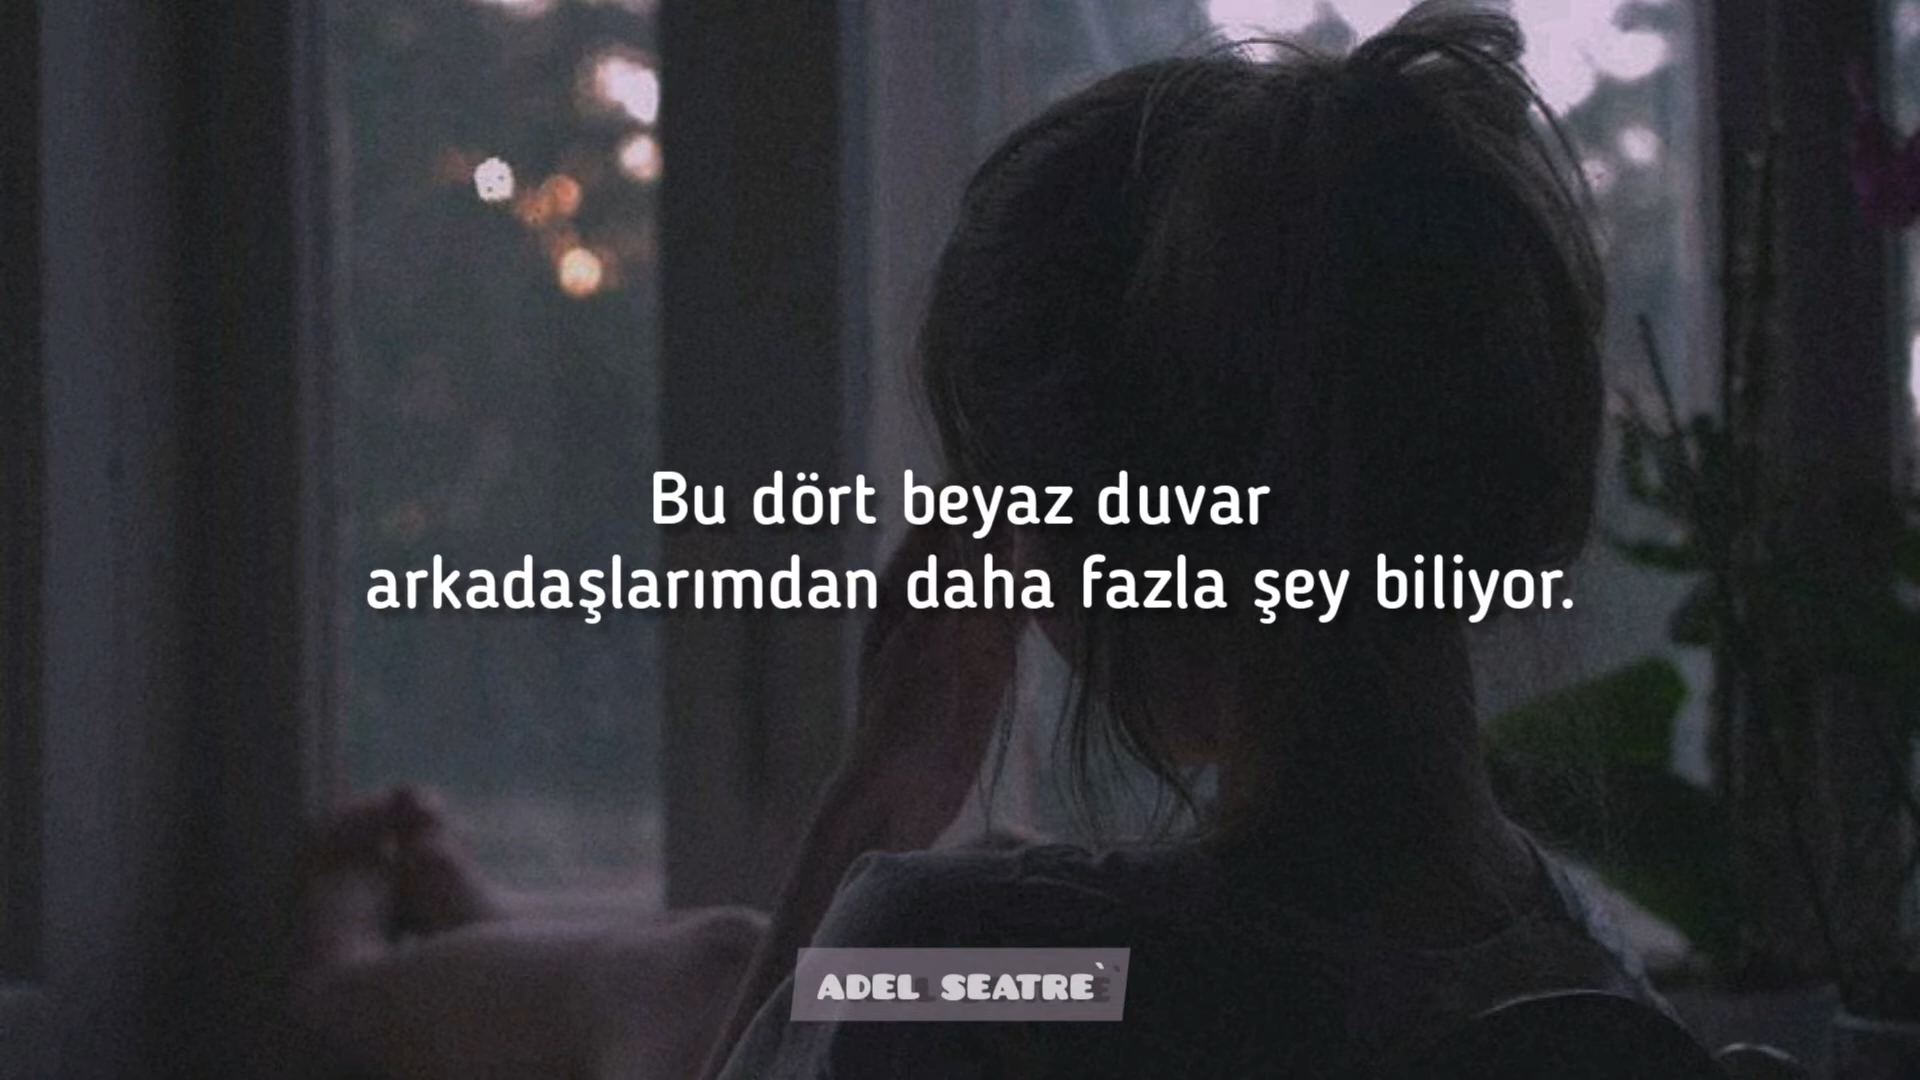 Bu dört beyaz duvar
arkadaşlarımdan daha fazla şey biliyor.
ADEL SEATRE`